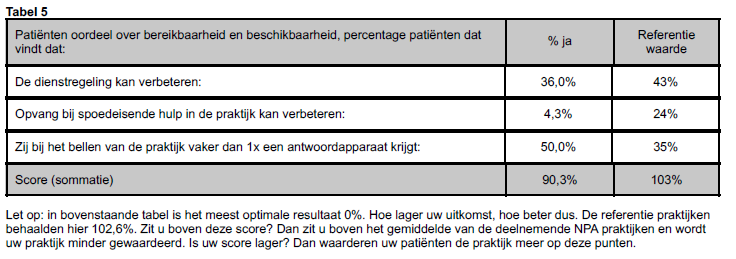 Tabel 5
Patiënten oordeel over bereikbaarheid en beschikbaarheid, percentage patiënten dat vindt dat: % ja Referentie waarde
De dienstregeling kan verbeteren: 36,0% 43%
Opvang bij spoedeisende hulp in de praktijk kan verbeteren: 4,3% 24%
Zij bij het bellen van de praktijk vaker dan 1x een antwoordapparaat krijgt: 50,0% 35%
Score (sommatie) 90,3% 103%
Let op: in bovenstaande tabel is het meest optimale resultaat 0%. Hoe lager uw uitkomst, hoe beter dus. De referentie praktijken
behaalden hier 102,6%. Zit u boven deze score? Dan zit u boven het gemiddelde van de deelnemende NPA praktijken en wordt
uw praktijk minder gewaardeerd. Is uw score lager? Dan waarderen uw patiënten de praktijk meer op deze punten.